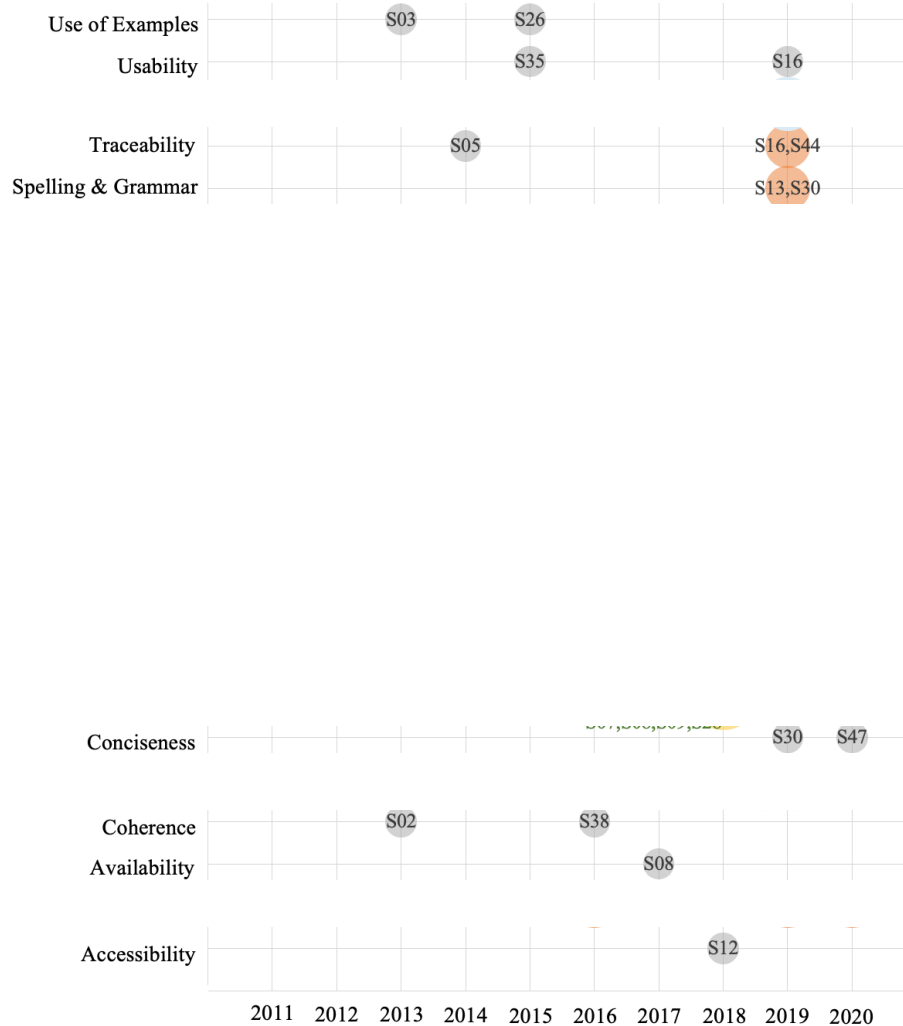 Use of Examples S03 S26
Usability S35 S16
Traceability S05 S16,S44
Spelling & Grammar S13,S30
Conciseness S30 S47
Coherence S02 S38
Availability S08
Accessibility S12
2011 2012 2013 2014 2015 2016 2017 2018 2019 2020